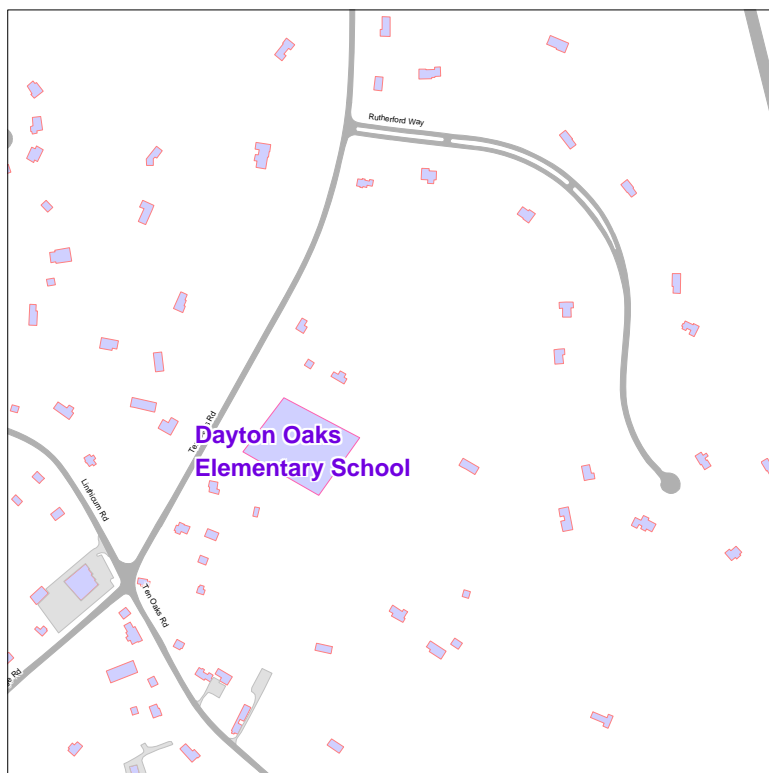 Rutherford Way
Dayton Oaks
Elementary School
Linthicum Rd
Ten Oaks Rd